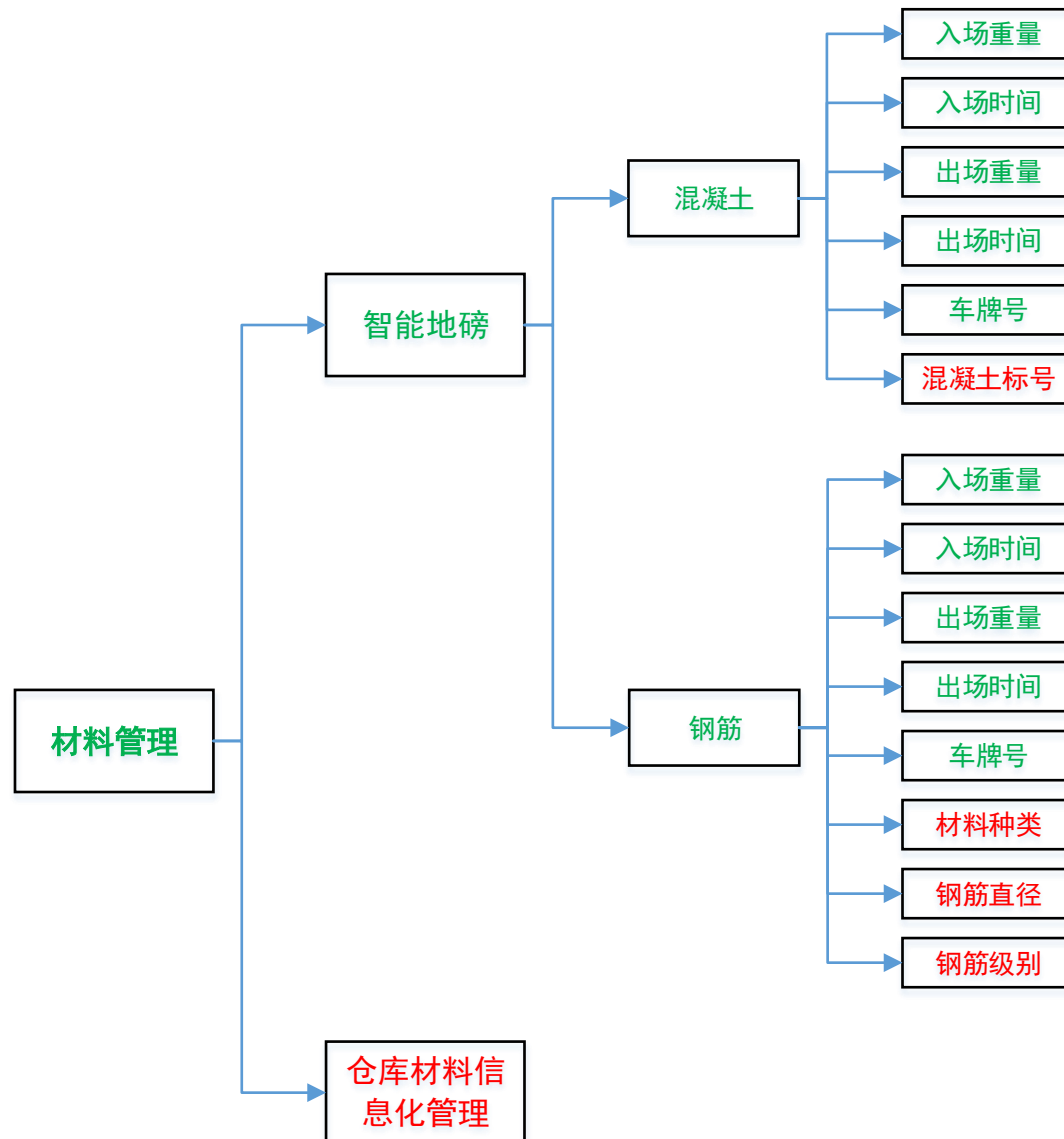 材料管理
智能地磅
混凝土
入场重量
入场时间
出场重量
出场时间
车牌号
混凝土标号
钢筋
入场重量
入场时间
出场重量
出场时间
车牌号
材料种类
钢筋直径
钢筋级别
仓库材料信
息化管理